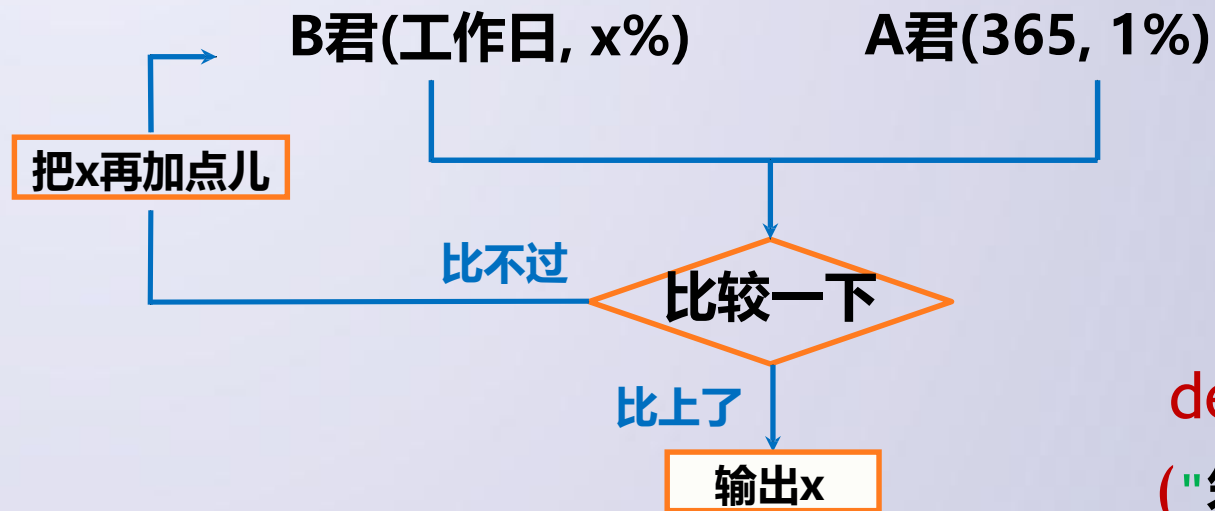 B君(工作日, x%)
A君(365, 1%)
把x再加点儿
比不过
比较一下
比上了
de
("
输出x